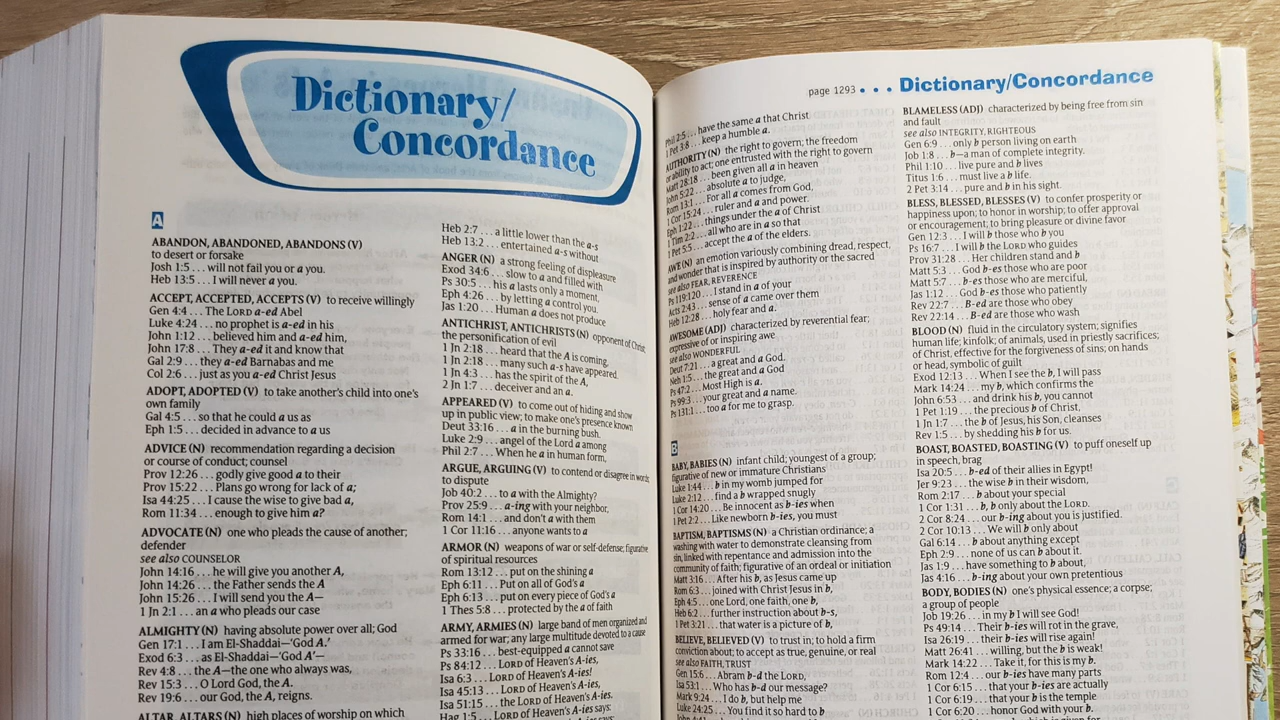 Dictionary/
Concordance
A
ABANDON, ABANDONED, ABANDONS (V)
to desert or forsake
Josh 1:5 . . . will not fail you or a you.
Heb 13:5 . . . I will never a you.
ACCEPT, ACCEPTED, ACCEPTS (V) to receive willingly
Gen 4:4 . . . The LORD a-ed Abel
Luke 4:24 . . . no prophet is a-ed in his
John 1:12 . . . believed him and a-ed him,
John 17:8 . . . They a-ed it and know that
Gal 2:9 . . . they a-ed Barnabas and me
Col 2:6 . . . just as you a-ed Christ Jesus
ADOPT, ADOPTED (V) to take another's child into one's
own family
Gal 4:5 . . . so that he could a us as
Eph 1:5 . . . decided in advance to a us
ADVICE (N) recommendation regarding a decision
or course of conduct; counsel
Prov 12:26 . . . godly give good a to their
Prov 15:22 . . . Plans go wrong for lack of a;
Isa 44:25 . . . I cause the wise to give bad a,
Rom 11:34 . . . enough to give him a?
ADVOCATE (N) one who pleads the cause of another;
defender
see also COUNSELOR
John 14:16 . . . he will give you another A,
John 14:26 . . . the Father sends the A
John 15:26 . . . I will send you the A—
1 Jn 2:1 . . . an a who pleads our case
ALMIGHTY (N) having absolute power over all; God
Gen 17:1 . . . I am El-Shaddai—'God A.'
Exod 6:3 . . . as El-Shaddai—'God A'—
Rev 4:8 . . . the A—the one who always was,
Rev 15:3 . . . O Lord God, the A.
Rev 19:6 . . . our God, the A, reigns.
ALTAR, ALTARS (N) high places of worship on which
Heb 2:7 . . . a little lower than the a-s
Heb 13:2 . . . entertained a-s without
ANGER (N) a strong feeling of displeasure
Exod 34:6 . . . slow to a and filled with
Ps 30:5 . . . his a lasts only a moment,
Eph 4:26 . . . by letting a control you.
Jas 1:20 . . . Human a does not produce
ANTICHRIST, ANTICHRISTS (N) opponent of Christ,
the personification of evil
1 Jn 2:18 . . . heard that the A is coming,
1 Jn 2:18 . . . many such a-s have appeared.
1 Jn 4:3 . . . has the spirit of the A,
2 Jn 1:7 . . . deceiver and an a.
APPEARED (V) to come out of hiding and show
up in public view; to make one's presence known
Deut 33:16 . . . a in the burning bush.
Luke 2:9 . . . angel of the Lord a among
Phil 2:7 . . . When he a in human form,
ARGUE, ARGUING (V) to contend or disagree in words;
to dispute
Job 40:2 . . . to a with the Almighty?
Prov 25:9 . . . a-ing with your neighbor,
Rom 14:1 . . . and don't a with them
1 Cor 11:16 . . . anyone wants to a
ARMOR (N) weapons of war or self-defense; figurative
of spiritual resources
Rom 13:12 . . . put on the shining a
Eph 6:11 . . . Put on all of God's a
Eph 6:13 . . . put on every piece of God's a
1 Thes 5:8 . . . protected by the a of faith
ARMY, ARMIES (N) large band of men organized and
armed for war; any large multitude devoted to a cause
Ps 33:16 . . . best-equipped a cannot save
Ps 84:12 . . . LORD of Heaven's A-ies,
Isa 6:3 . . . LORD of Heaven's A-ies!
Isa 45:13 . . . LORD of Heaven's A-ies,
Isa 51:15 . . . the LORD of Heaven's A-ies.
Hag 1:5 . . . LORD of Heaven's A-ies says:
page 1293 • • • Dictionary/Concordance
Phil 2:5 . . . have the same a that Christ
1 Pet 3:8 . . . keep a humble a.
AUTHORITY (N) the right to govern; the freedom
or ability to act; one entrusted with the right to govern
Matt 28:18 . . . been given all a in heaven
John 5:22 . . . absolute a to judge,
Rom 13:1 . . . For all a comes from God,
1 Cor 15:24 . . . ruler and a and power.
Eph 1:22 . . . things under the a of Christ
1 Tim 2:2 . . . all who are in a so that
1 Pet 5:5 . . . accept the a of the elders.
AWE (N) an emotion variously combining dread, respect,
and wonder that is inspired by authority or the sacred
see also FEAR, REVERENCE
Ps 119:120 . . . I stand in a of your
Acts 2:43 . . . sense of a came over them
Heb 12:28 . . . holy fear and a.
AWESOME (ADJ) characterized by reverential fear;
expressive of or inspiring awe
see also WONDERFUL
Deut 7:21 . . . a great and a God.
Neh 1:5 . . . the great and a God
Ps 47:2 . . . Most High is a.
Ps 99:3 . . . your great and a name.
Ps 131:1 . . . too a for me to grasp.
B
BABY, BABIES (N) infant child; youngest of a group;
figurative of new or immature Christians
Luke 1:44 . . . b in my womb jumped for
Luke 2:12 . . . find a b wrapped snugly
1 Cor 14:20 . . . Be innocent as b-ies when
1 Pet 2:2 . . . Like newborn b-ies, you must
BAPTISM, BAPTISMS (N) a Christian ordinance; a
washing with water to demonstrate cleansing from
sin, linked with repentance and admission into the
community of faith; figurative of an ordeal or initiation
Matt 3:16 . . . After his b, as Jesus came up
Rom 6:3 . . . joined with Christ Jesus in b,
Eph 4:5 . . . one Lord, one faith, one b,
Heb 6:2 . . . further instruction about b-s,
1 Pet 3:21 . . . that water is a picture of b,
BELIEVE, BELIEVED (V) to trust in; to hold a firm
conviction about; to accept as true, genuine, or real
see also FAITH, TRUST
Gen 15:6 . . . Abram b-d the LORD,
Isa 53:1 . . . Who has b-d our message?
Mark 9:24 . . . I do b, but help me
Luke 24:25 . . . You find it so hard to b
BLAMELESS (ADJ) characterized by being free from sin
and fault
see also INTEGRITY, RIGHTEOUS
Gen 6:9 . . . only b person living on earth
Job 1:8 . . . b—a man of complete integrity.
Phil 1:10 . . . live pure and b lives
Titus 1:6 . . . must live a b life.
2 Pet 3:14 . . . pure and b in his sight.
BLESS, BLESSED, BLESSES (V) to confer prosperity or
happiness upon; to honor in worship; to offer approval
or encouragement; to bring pleasure or divine favor
Gen 12:3 . . . I will b those who b you
Ps 16:7 . . . I will b the LORD who guides
Prov 31:28 . . . Her children stand and b
Matt 5:3 . . . God b-es those who are poor
Matt 5:7 . . . b-es those who are merciful,
Jas 1:12 . . . God b-es those who patiently
Rev 22:7 . . . B-ed are those who obey
Rev 22:14 . . . B-ed are those who wash
BLOOD (N) fluid in the circulatory system; signifies
human life; kinfolk; of animals, used in priestly sacrifices;
of Christ, effective for the forgiveness of sins; on hands
or head, symbolic of guilt
Exod 12:13 . . . When I see the b, I will pass
Mark 14:24 . . . my b, which confirms the
John 6:53 . . . and drink his b, you cannot
1 Pet 1:19 . . . the precious b of Christ,
1 Jn 1:7 . . . the b of Jesus, his Son, cleanses
Rev 1:5 . . . by shedding his b for us.
BOAST, BOASTED, BOASTING (V) to puff oneself up
in speech, brag
Isa 20:5 . . . b-ed of their allies in Egypt!
Jer 9:23 . . . the wise b in their wisdom,
Rom 2:17 . . . b about your special
1 Cor 1:31 . . . b, b only about the LORD.
2 Cor 8:24 . . . our b-ing about you is justified.
2 Cor 10:13 . . . We will b only about
Gal 6:14 . . . b about anything except
Eph 2:9 . . . none of us can b about it.
Jas 1:9 . . . have something to b about,
Jas 4:16 . . . b-ing about your own pretentious
BODY, BODIES (N) one's physical essence; a corpse;
a group of people
Job 19:26 . . . in my b I will see God!
Ps 49:14 . . . Their b-ies will rot in the grave,
Isa 26:19 . . . their b-ies will rise again!
Matt 26:41 . . . willing, but the b is weak!
Mark 14:22 . . . Take it, for this is my b.
Rom 12:4 . . . our b-ies have many parts
1 Cor 6:15 . . . that your b-ies are actually
1 Cor 6:19 . . . that your b is the temple
1 Cor 6:20 . . . honor God with your b.